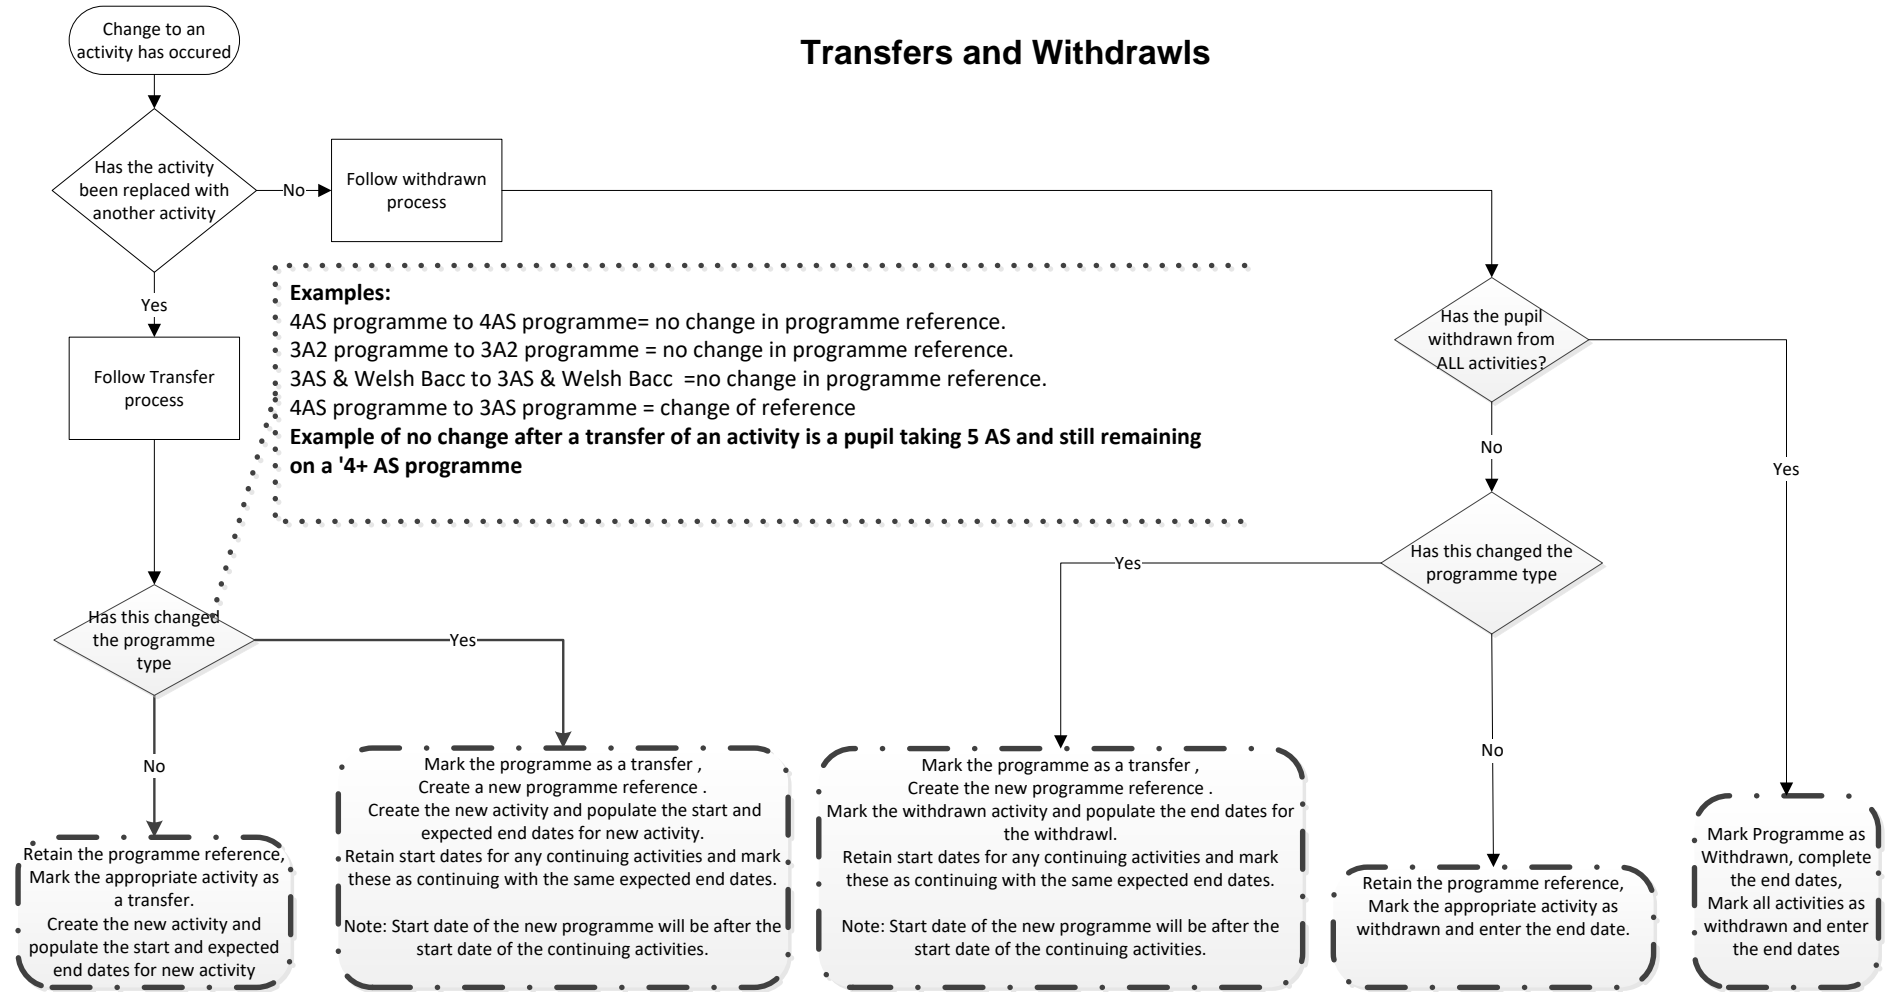 Transfers and Withdrawls
Change to an
activity has occured
Has the activity
been replaced with
another activity
No
Follow withdrawn
process
Yes
Follow Transfer
process
Examples:
4AS programme to 4AS programme= no change in programme reference.
3A2 programme to 3A2 programme = no change in programme reference.
3AS & Welsh Bacc to 3AS & Welsh Bacc =no change in programme reference.
4AS programme to 3AS programme = change of reference
Example of no change after a transfer of an activity is a pupil taking 5 AS and still remaining
on a '4+ AS programme
Has the pupil
withdrawn from
ALL activities?
No
Yes
Has this changed the
programme type
Yes
No
Has this changed
the programme
type
Yes
No
Retain the programme reference,
Mark the appropriate activity as
a transfer.
Create the new activity and
populate the start and expected
end dates for new activity
Mark the programme as a transfer ,
Create a new programme reference .
Create the new activity and populate the start and
expected end dates for new activity.
Retain start dates for any continuing activities and mark
these as continuing with the same expected end dates.
Note: Start date of the new programme will be after the
start date of the continuing activities.
Mark the programme as a transfer ,
Create the new programme reference .
Mark the withdrawn activity and populate the end dates for
the withdrawl.
Retain start dates for any continuing activities and mark
these as continuing with the same expected end dates.
Note: Start date of the new programme will be after the
start date of the continuing activities.
Retain the programme reference,
Mark the appropriate activity as
withdrawn and enter the end date.
Mark Programme as
Withdrawn, complete
the end dates,
Mark all activities as
withdrawn and enter
the end dates